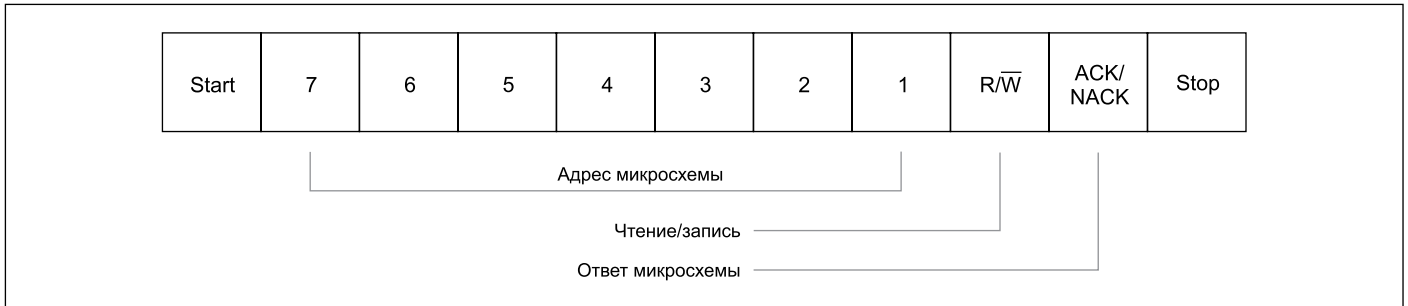 Start 7 6 5 4 3 2 1 R/W̅ ACK/ Stop
NACK
Адрес микросхемы
Чтение/запись
Ответ микросхемы